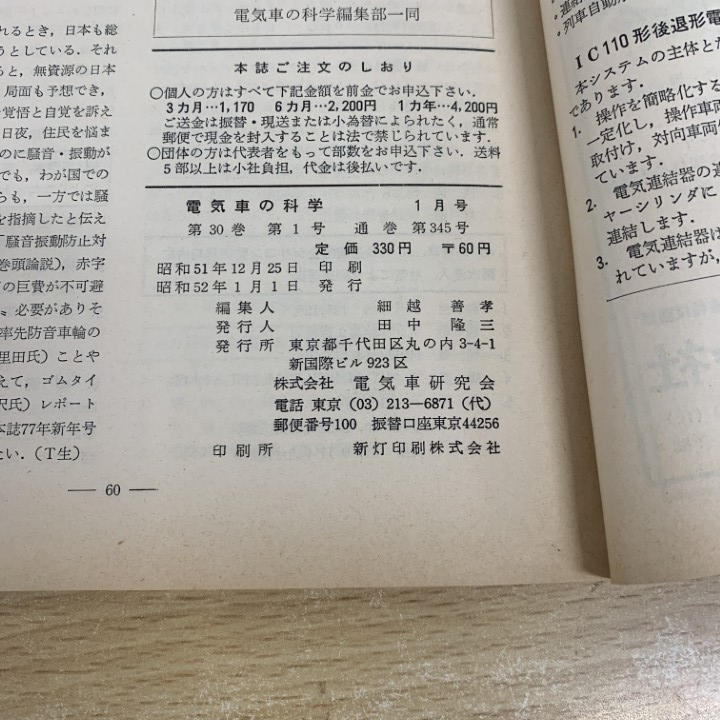 れるとき，日本も総
うとしている．それ
ると，無資源の日本
局面も予想でき，
覚悟と自覚を訴え
日夜，住民を悩ま
のに騒音・振動が
でも，わが国での
らも，一方では騒
を指摘したと伝え
「騒音振動防止対
巻頭論説），赤字
の巨費が不可避
必要がありそ
率先防音車輪の
里田氏）ことや
えて，ゴムタイ
沢氏）レポート
本誌77年新年号
たい．（T生）
— 60 —
電気車の科学編集部一同
本誌ご注文のしおり
○個人の方はすべて下記金額を前金でお申込下さい．
3カ月…1,170 6カ月…2,200円 1カ年…4,200円
ご送金は振替・現送または小為替によられたく，通常
郵便で現金を封入することは法で禁じられています．
○団体の方は代表者をもって部数をお申込下さい．送料
5部以上は小社負担，代金は後払いです．
電気車の科学 1月号
第30巻 第1号 通巻 第345号
定価 330円 〒60円
昭和51年12月25日 印刷
昭和52年1月1日 発行
編集人 細越善孝
発行人 田中隆三
発行所 東京都千代田区丸の内3-4-1
新国際ビル923区
株式会社 電気車研究会
電話 東京（03）213—6871（代）
郵便番号100 振替口座東京44256
印刷所 新灯印刷株式会社
列車自動
IC110形後退形電
本システムの主体とな
であります．
1. 操作を簡略化する
一定化し，操作車両
取付け，対向車両
ています．
2. 電気連結器の連
ャーシリンダに
連結します．
3. 電気連結器は
れていますが，